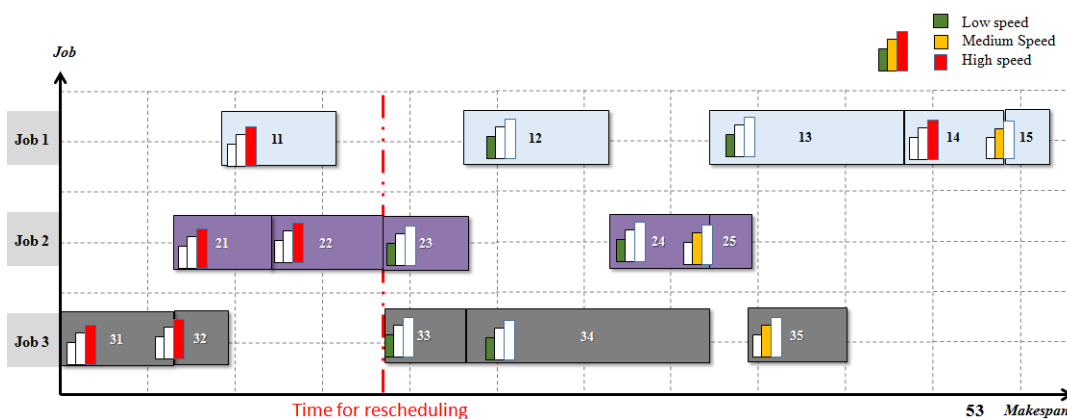 Low speed
Medium Speed
High speed
Job
Job 1
11
12
13
14
15
Job 2
21
22
23
24
25
Job 3
31
32
33
34
35
Time for rescheduling
53
Makespan